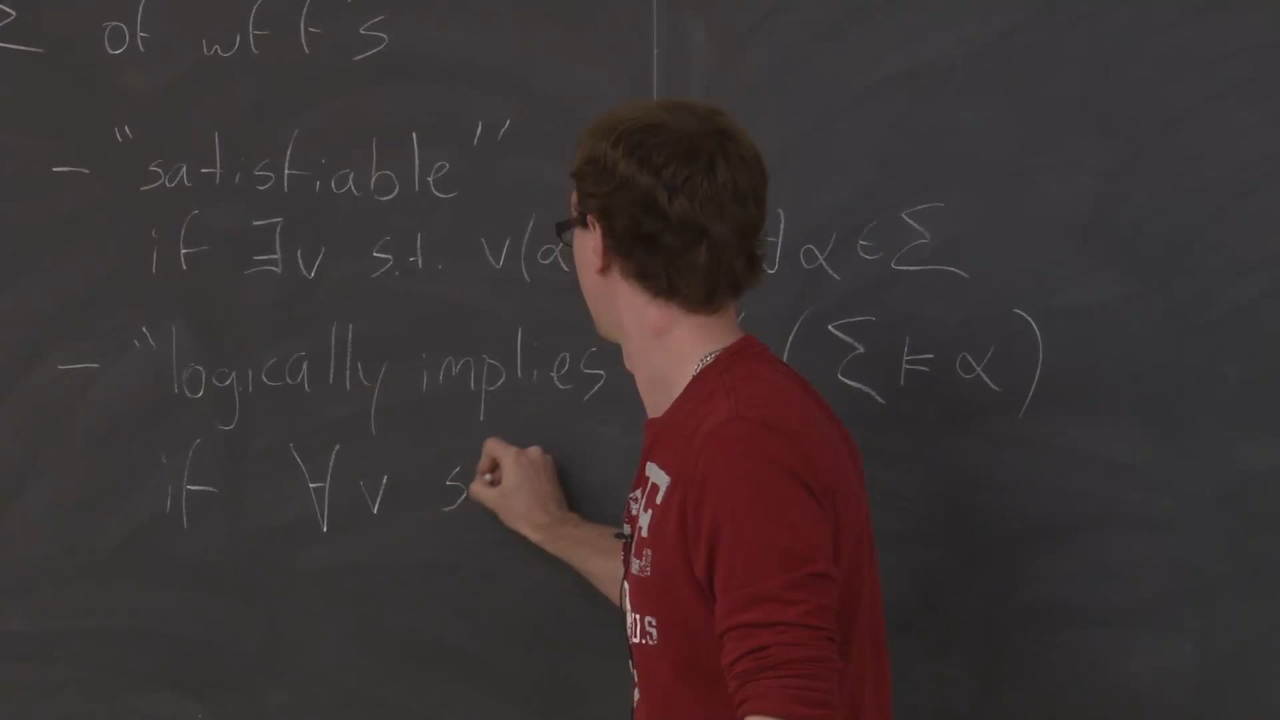 Σ of wff's
- "satisfiable"
if ∃v s.t. v(α ∀α∈Σ
- "logically implies" (Σ ⊨ α)
if ∀v s
U.S